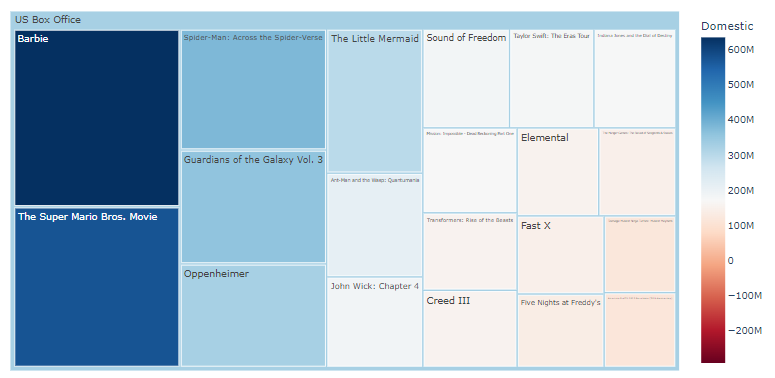 US Box Office
Domestic
Barbie
Spider-Man: Across the Spider-Verse
The Little Mermaid
Sound of Freedom
Taylor Swift: The Eras Tour
Indiana Jones and the Dial of Destiny
600M
500M
400M
300M
200M
100M
0
−100M
−200M
Mission: Impossible - Dead Reckoning Part One
Elemental
Guardians of the Galaxy Vol. 3
Ant-Man and the Wasp: Quantumania
The Super Mario Bros. Movie
Transformers: Rise of the Beasts
Fast X
Oppenheimer
John Wick: Chapter 4
Creed III
Five Nights at Freddy's